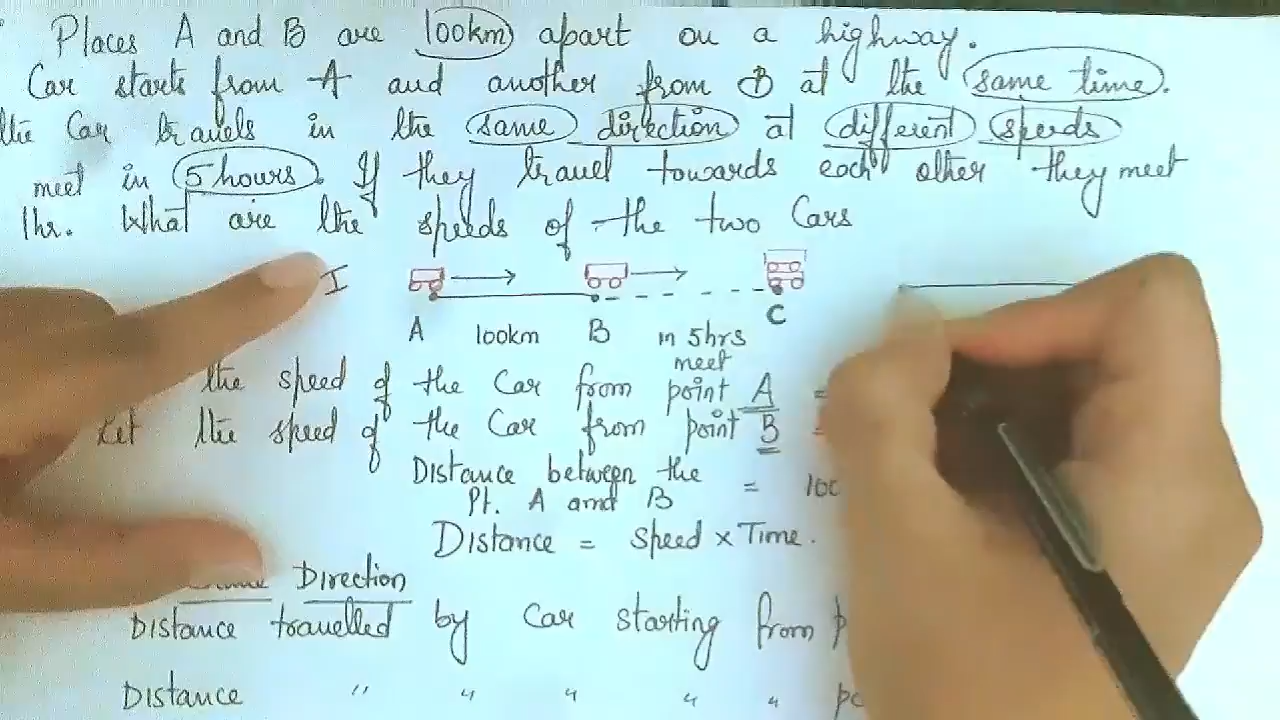 Places A and B are 100km apart on a highway.
Car starts from A and another from B at the same time.
the Car travels in the same direction at different speeds
meet in 5 hours. If they travel towards each other they meet
1hr. What are the speeds of the two Cars
I
A 100km B in 5hrs C
meet
the speed of the Car from point A =
Let the speed of the Car from point B =
Distance between the
Pt. A and B = 100
Distance = Speed × Time.
Direction
Distance travelled by Car starting from p
Distance " " " " " po